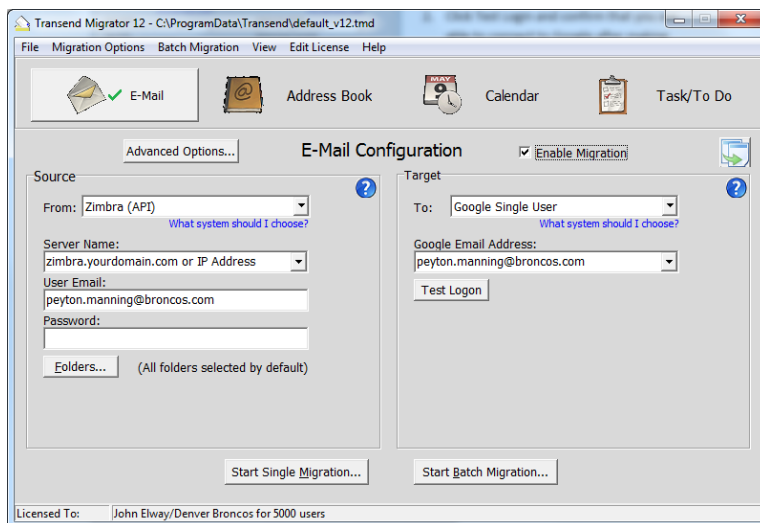 Transend Migrator 12 - C:\ProgramData\Transend\default_v12.tmd
File Migration Options Batch Migration View Edit License Help
E-Mail
Address Book
MAY
9
Calendar
Task/To Do
Advanced Options...
E-Mail Configuration
Enable Migration
Source
From: Zimbra (API)
What system should I choose?
Server Name:
zimbra.yourdomain.com or IP Address
User Email:
peyton.manning@broncos.com
Password:
Folders... (All folders selected by default)
Target
To: Google Single User
What system should I choose?
Google Email Address:
peyton.manning@broncos.com
Test Logon
Start Single Migration...
Start Batch Migration...
Licensed To: John Elway/Denver Broncos for 5000 users